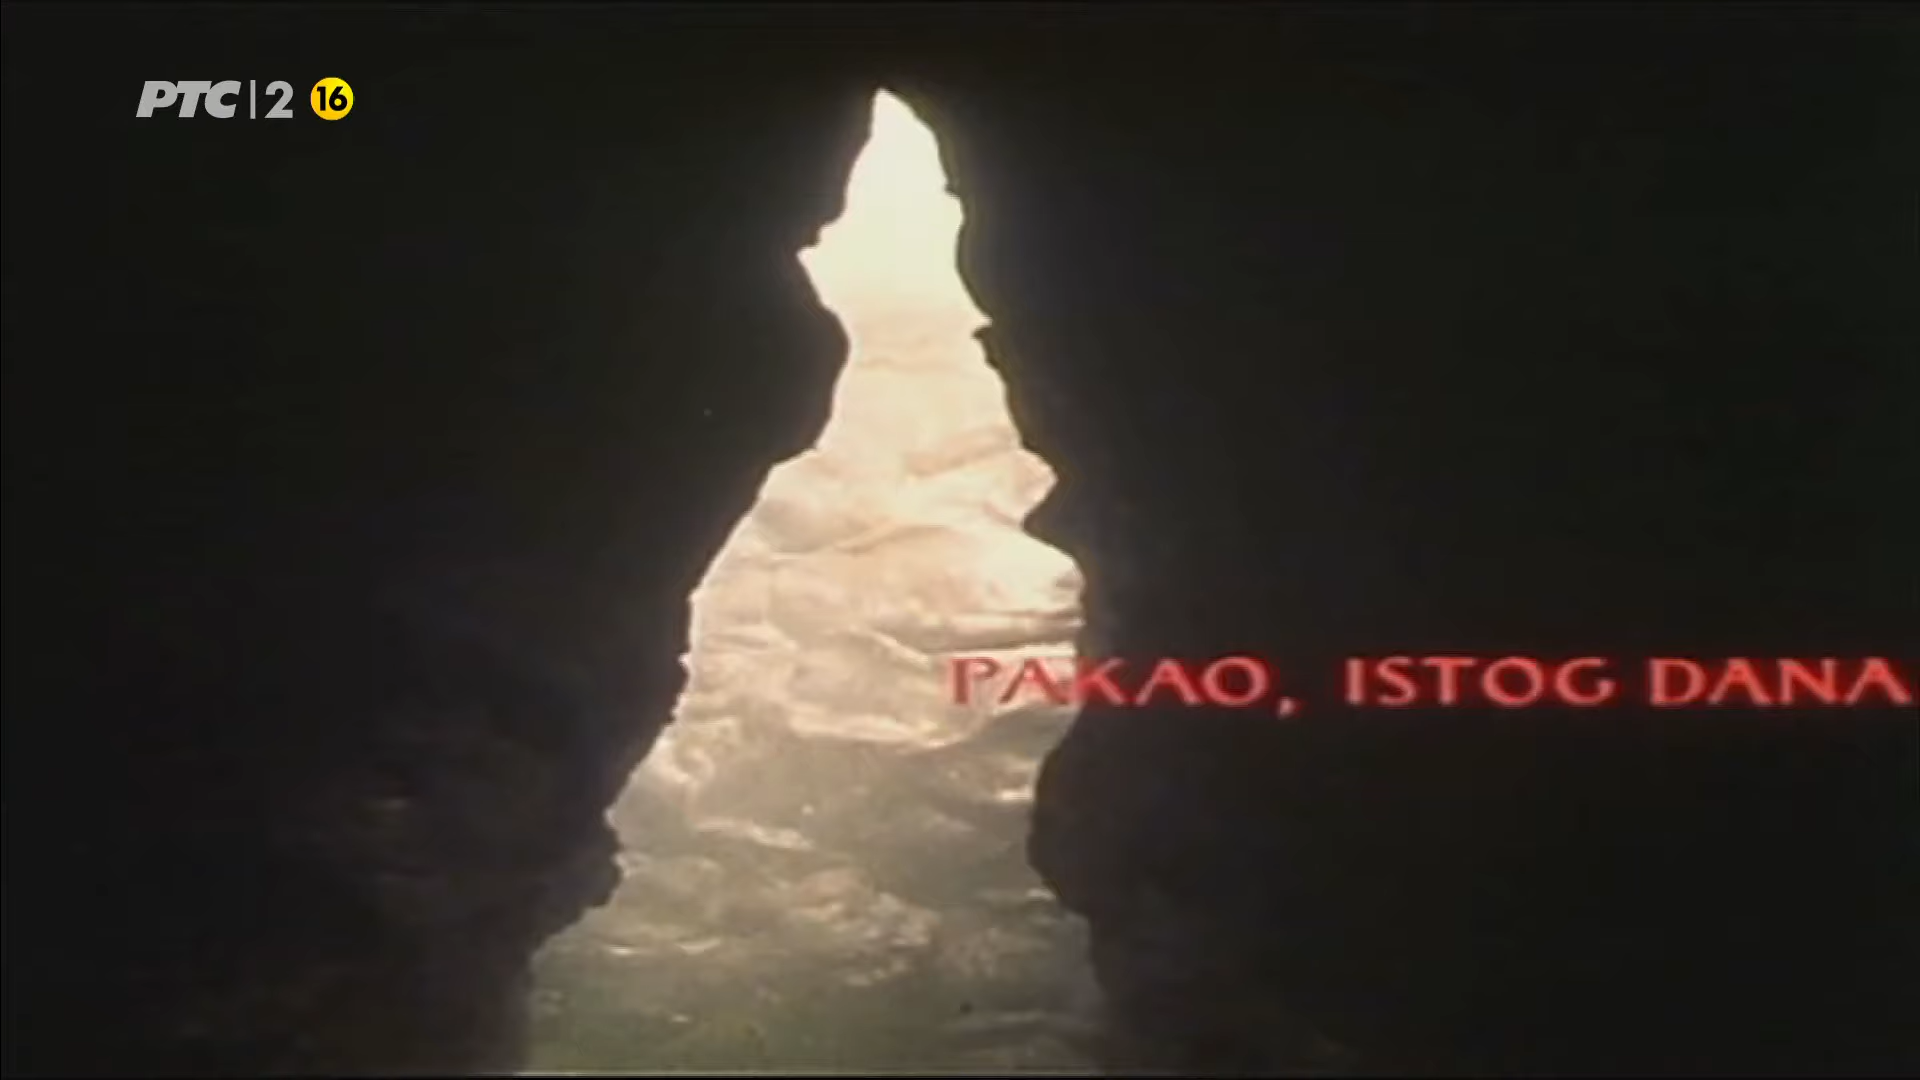 РТС|2 16
PAKAO, ISTOG DANA